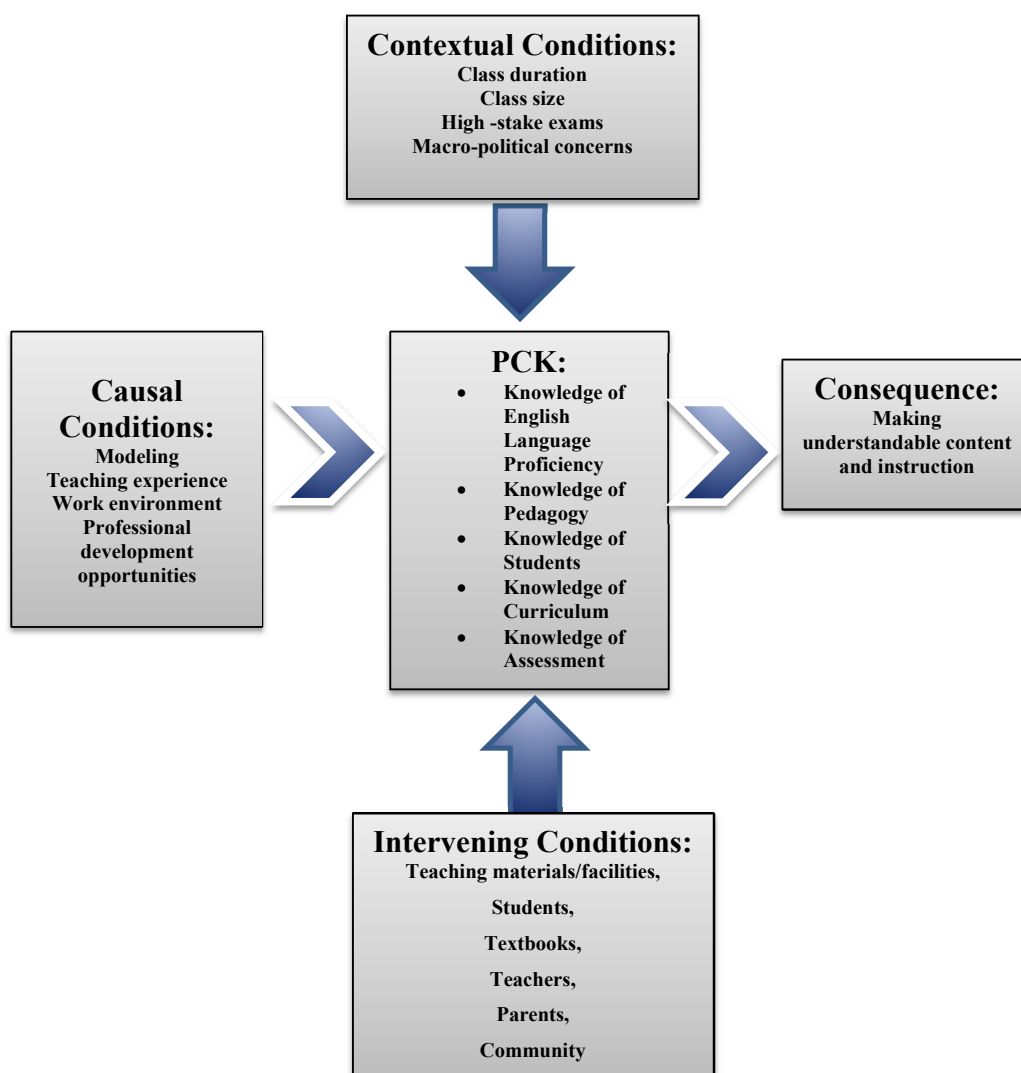 Contextual Conditions:
Class duration
Class size
High -stake exams
Macro-political concerns
Causal
Conditions:
Modeling
Teaching experience
Work environment
Professional
development
opportunities
PCK:
• Knowledge of
English
Language
Proficiency
• Knowledge of
Pedagogy
• Knowledge of
Students
• Knowledge of
Curriculum
• Knowledge of
Assessment
Consequence:
Making
understandable content
and instruction
Intervening Conditions:
Teaching materials/facilities,
Students,
Textbooks,
Teachers,
Parents,
Community